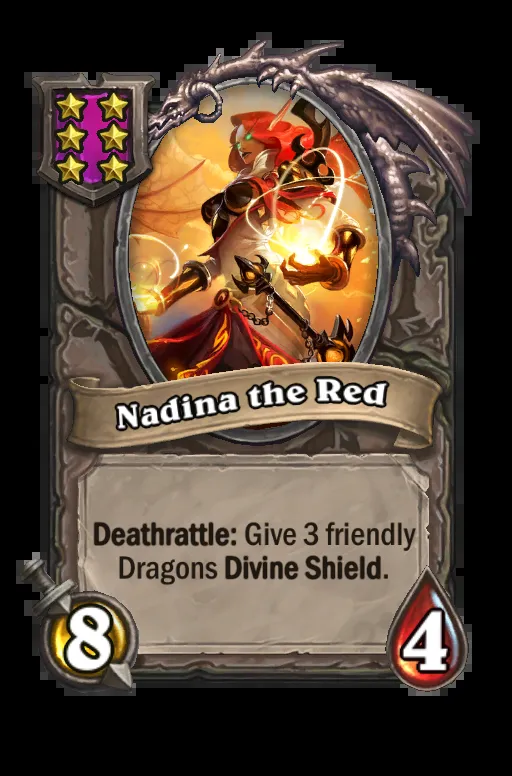 Nadina the Red
Deathrattle: Give 3 friendly
Dragons Divine Shield.
8
4